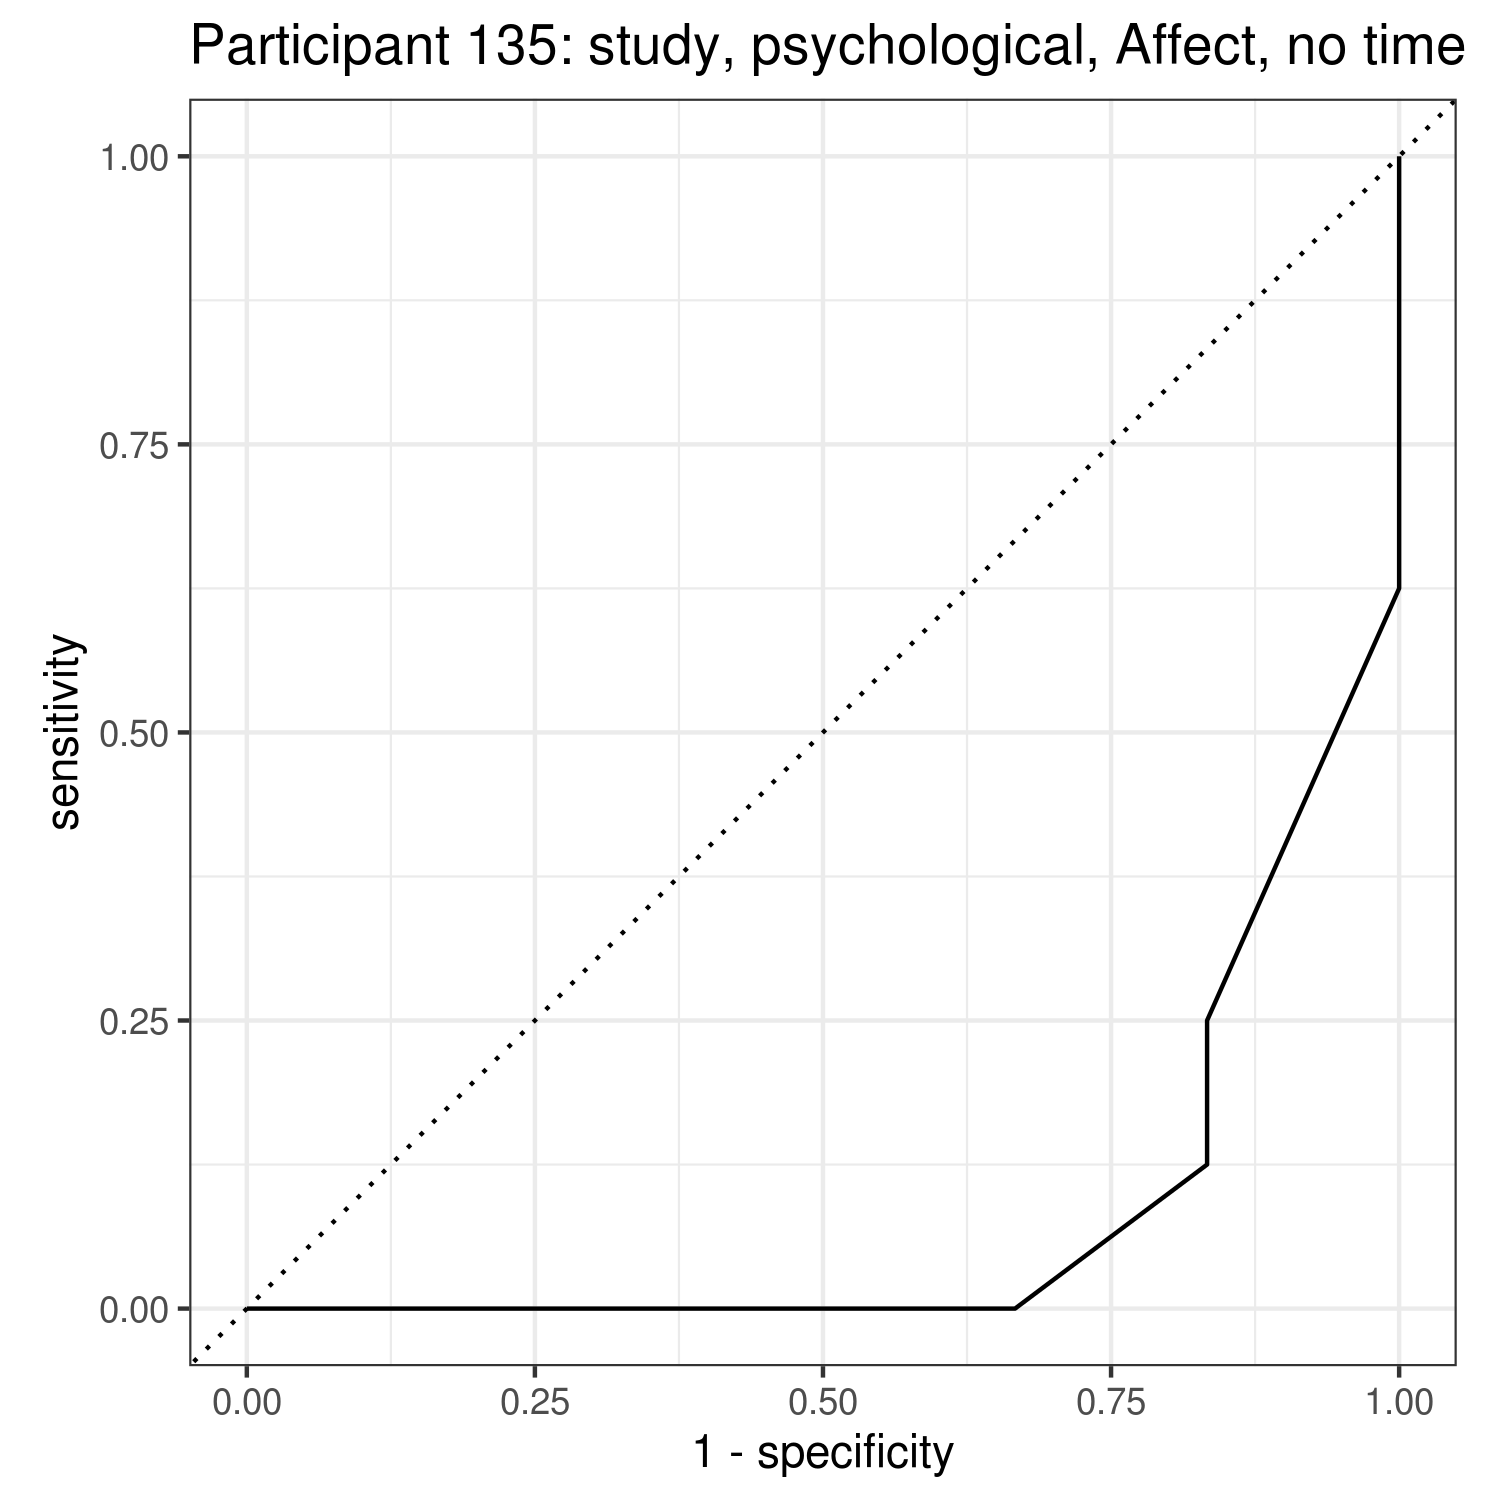 Participant 135: study, psychological, Affect, no time
1.00
0.75
0.50
0.25
0.00
sensitivity
0.00 0.25 0.50 0.75 1.00
1 - specificity